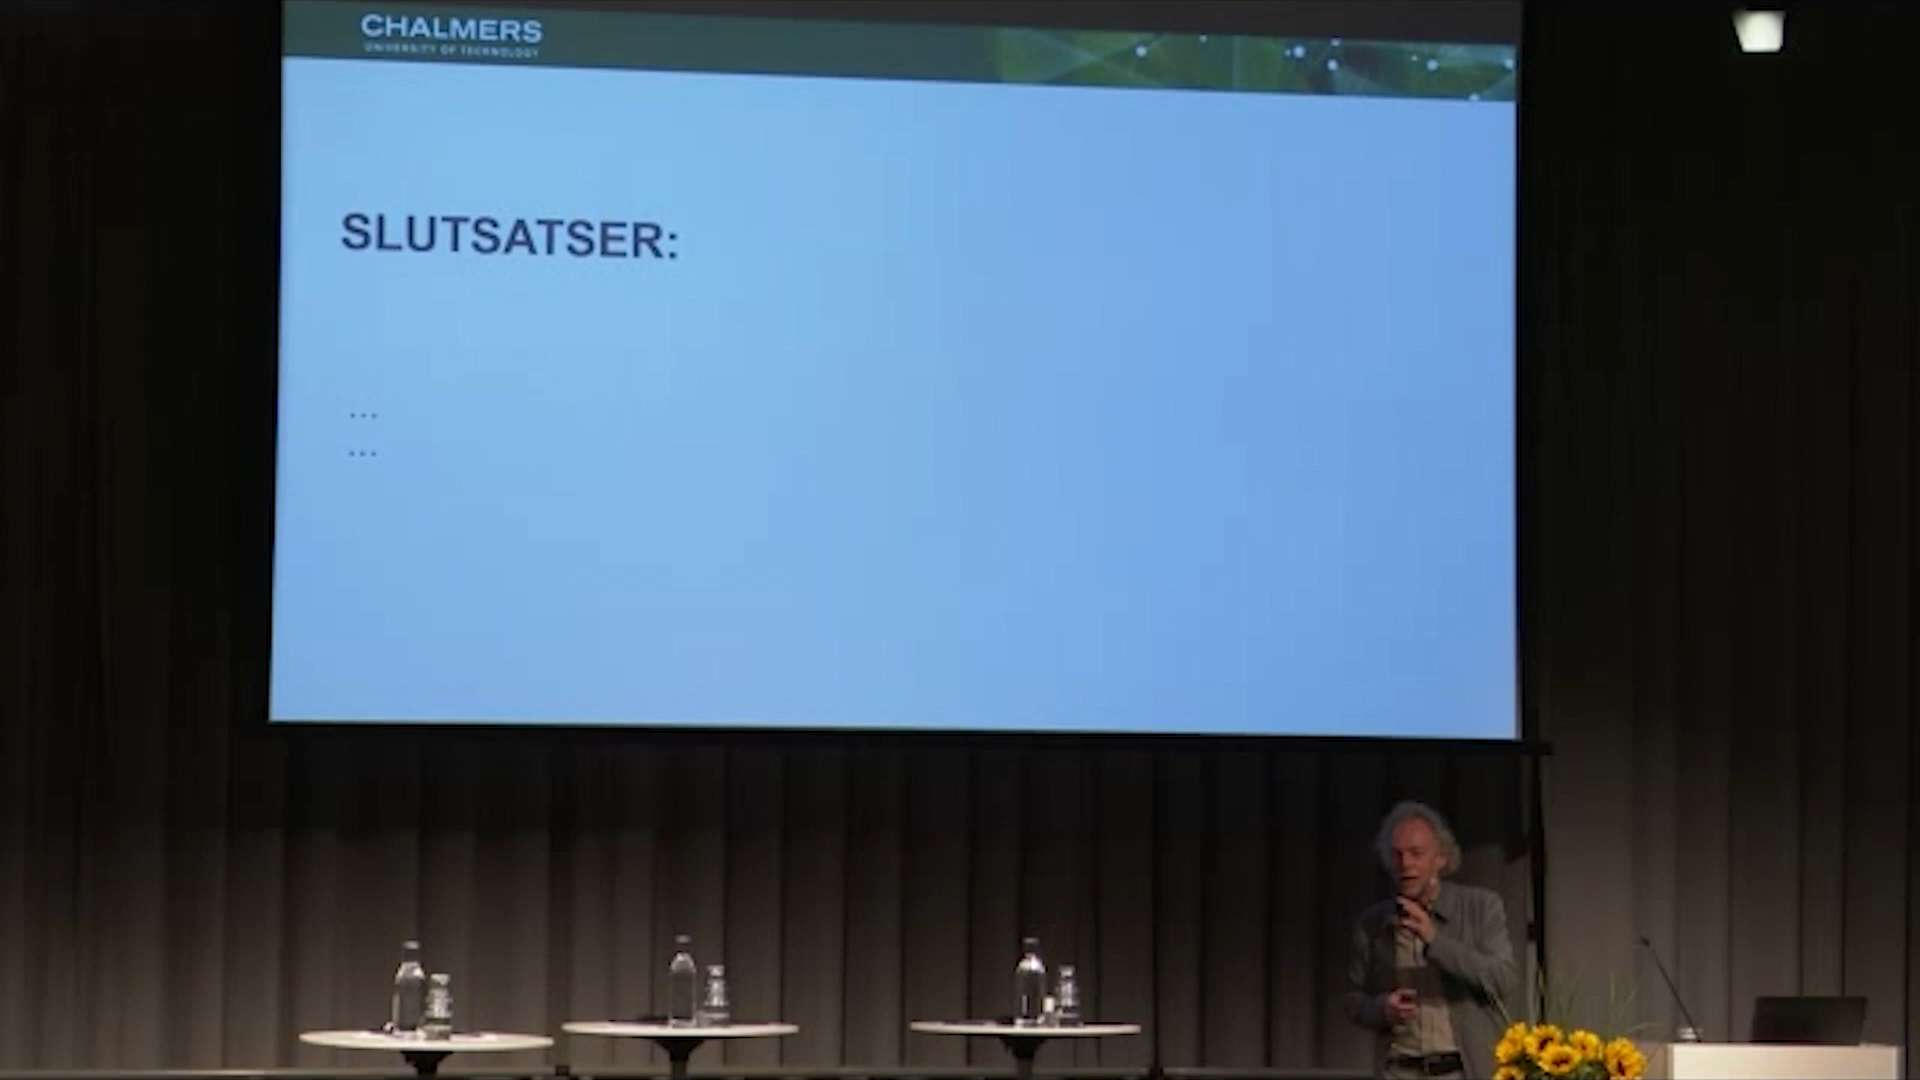 CHALMERS
UNIVERSITY OF TECHNOLOGY
SLUTSATSER:
...
...